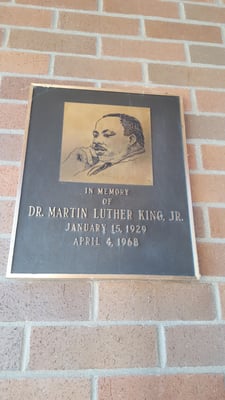 IN MEMORY
OF
DR. MARTIN LUTHER KING, JR.
JANUARY 15, 1929
APRIL 4, 1968